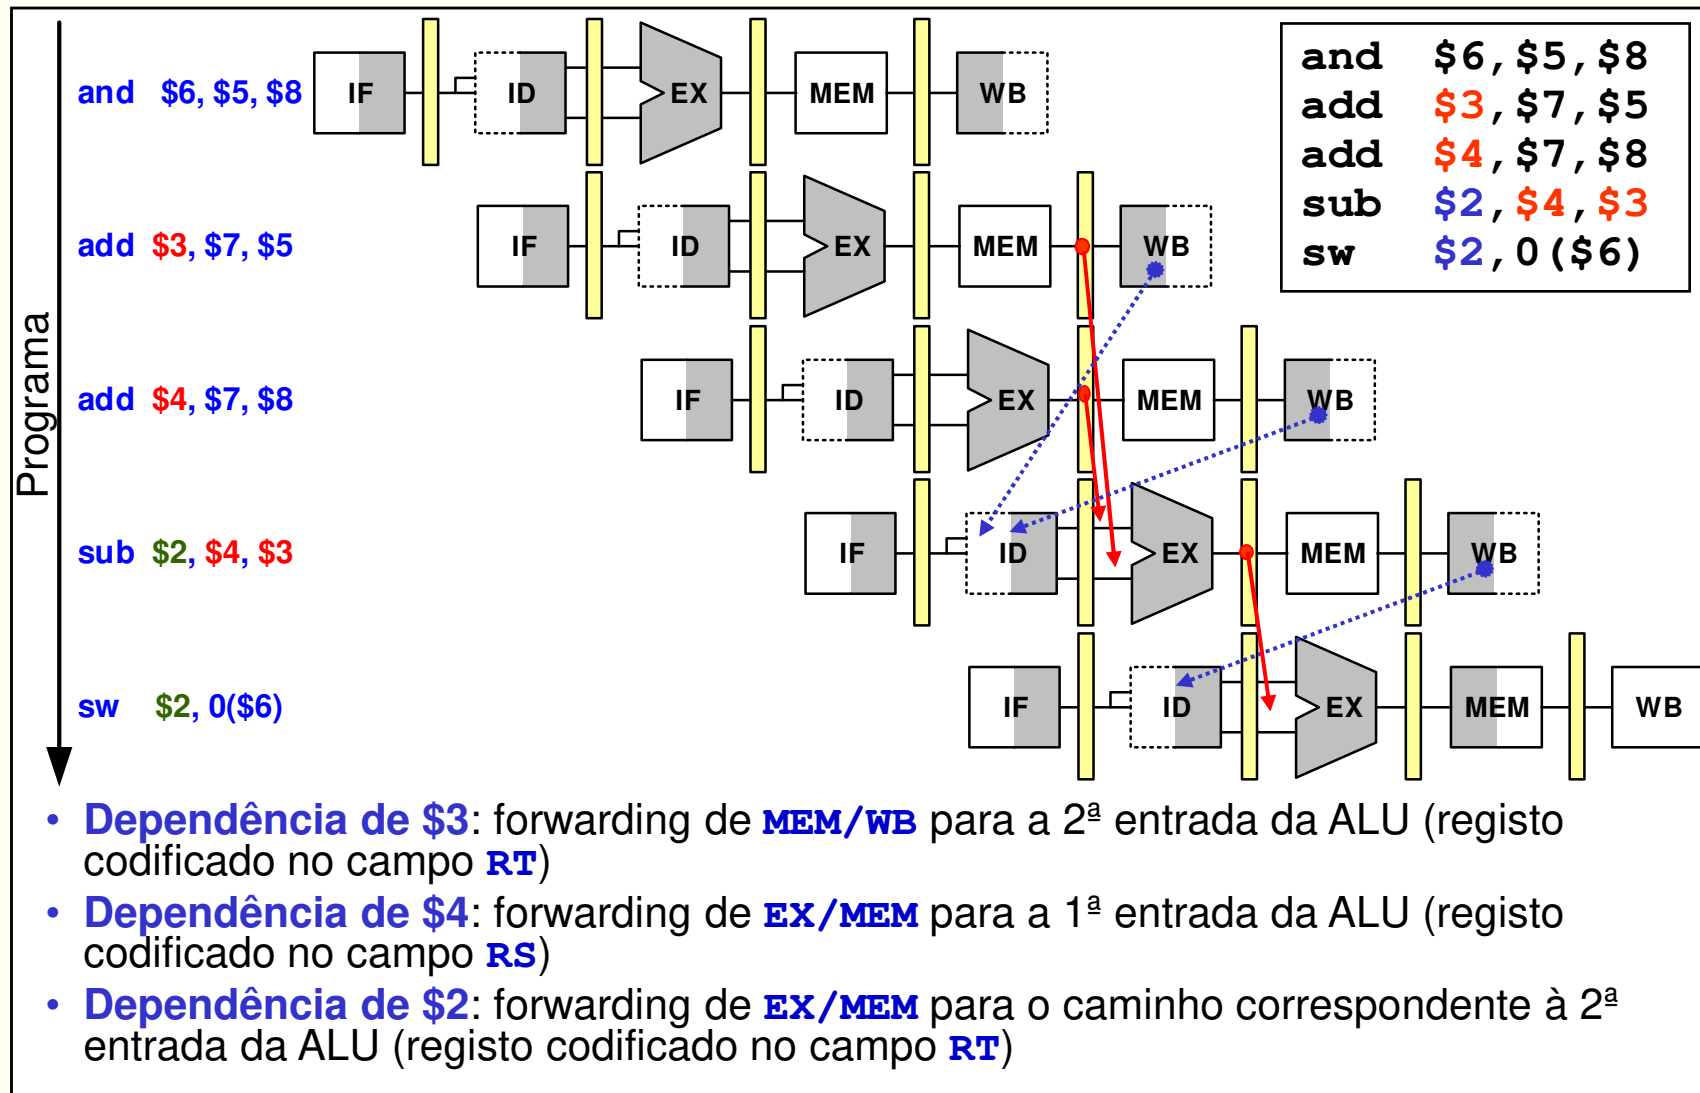 Programa
and $6, $5, $8 IF ID EX MEM WB
add $3, $7, $5 IF ID EX MEM WB
add $4, $7, $8 IF ID EX MEM WB
sub $2, $4, $3 IF ID EX MEM WB
sw $2, 0($6) IF ID EX MEM WB
and $6,$5,$8
add $3,$7,$5
add $4,$7,$8
sub $2,$4,$3
sw $2,0($6)
• Dependência de $3: forwarding de MEM/WB para a 2ª entrada da ALU (registo
codificado no campo RT)
• Dependência de $4: forwarding de EX/MEM para a 1ª entrada da ALU (registo
codificado no campo RS)
• Dependência de $2: forwarding de EX/MEM para o caminho correspondente à 2ª
entrada da ALU (registo codificado no campo RT)